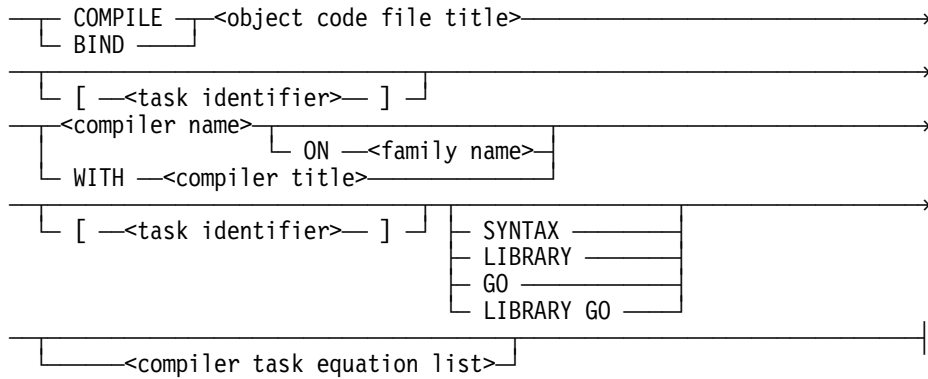 COMPILE <object code file title>
BIND
[ <task identifier> ]
<compiler name>
ON <family name>
WITH <compiler title>
[ <task identifier> ] SYNTAX
LIBRARY
GO
LIBRARY GO
<compiler task equation list>